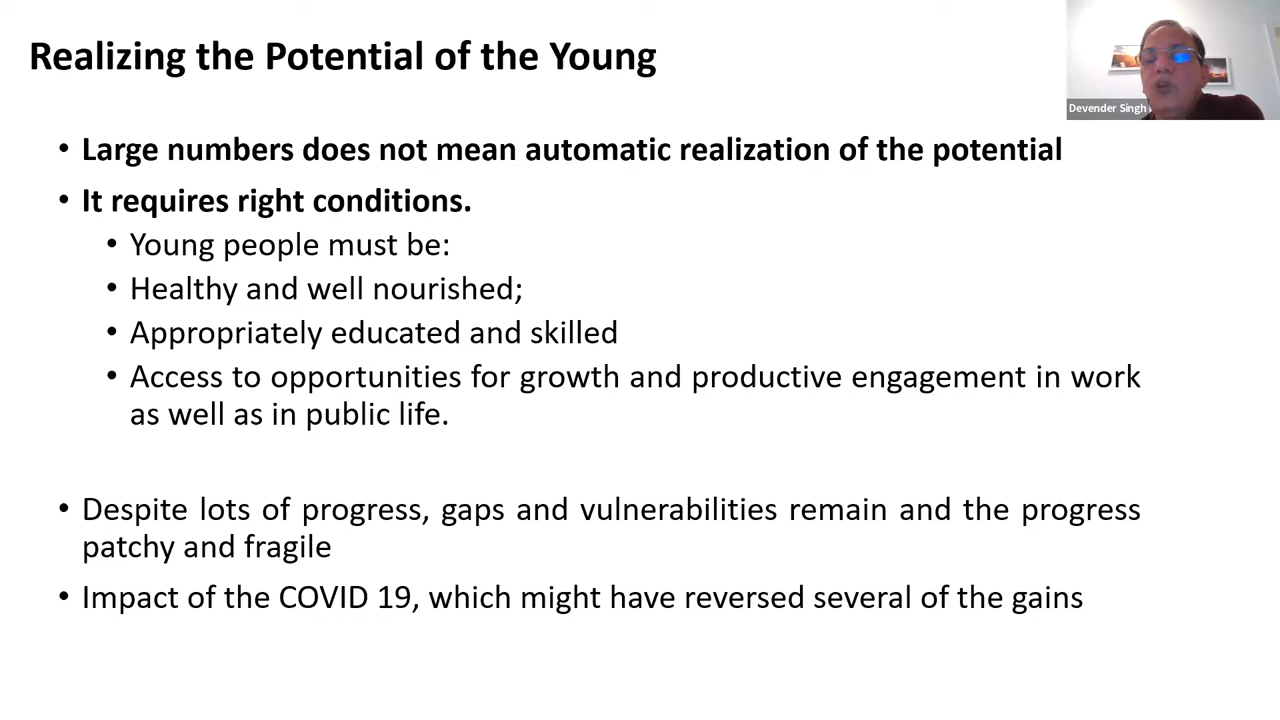 Realizing the Potential of the Young
Devender Singh
• Large numbers does not mean automatic realization of the potential
• It requires right conditions.
• Young people must be:
• Healthy and well nourished;
• Appropriately educated and skilled
• Access to opportunities for growth and productive engagement in work
as well as in public life.
• Despite lots of progress, gaps and vulnerabilities remain and the progress
patchy and fragile
• Impact of the COVID 19, which might have reversed several of the gains